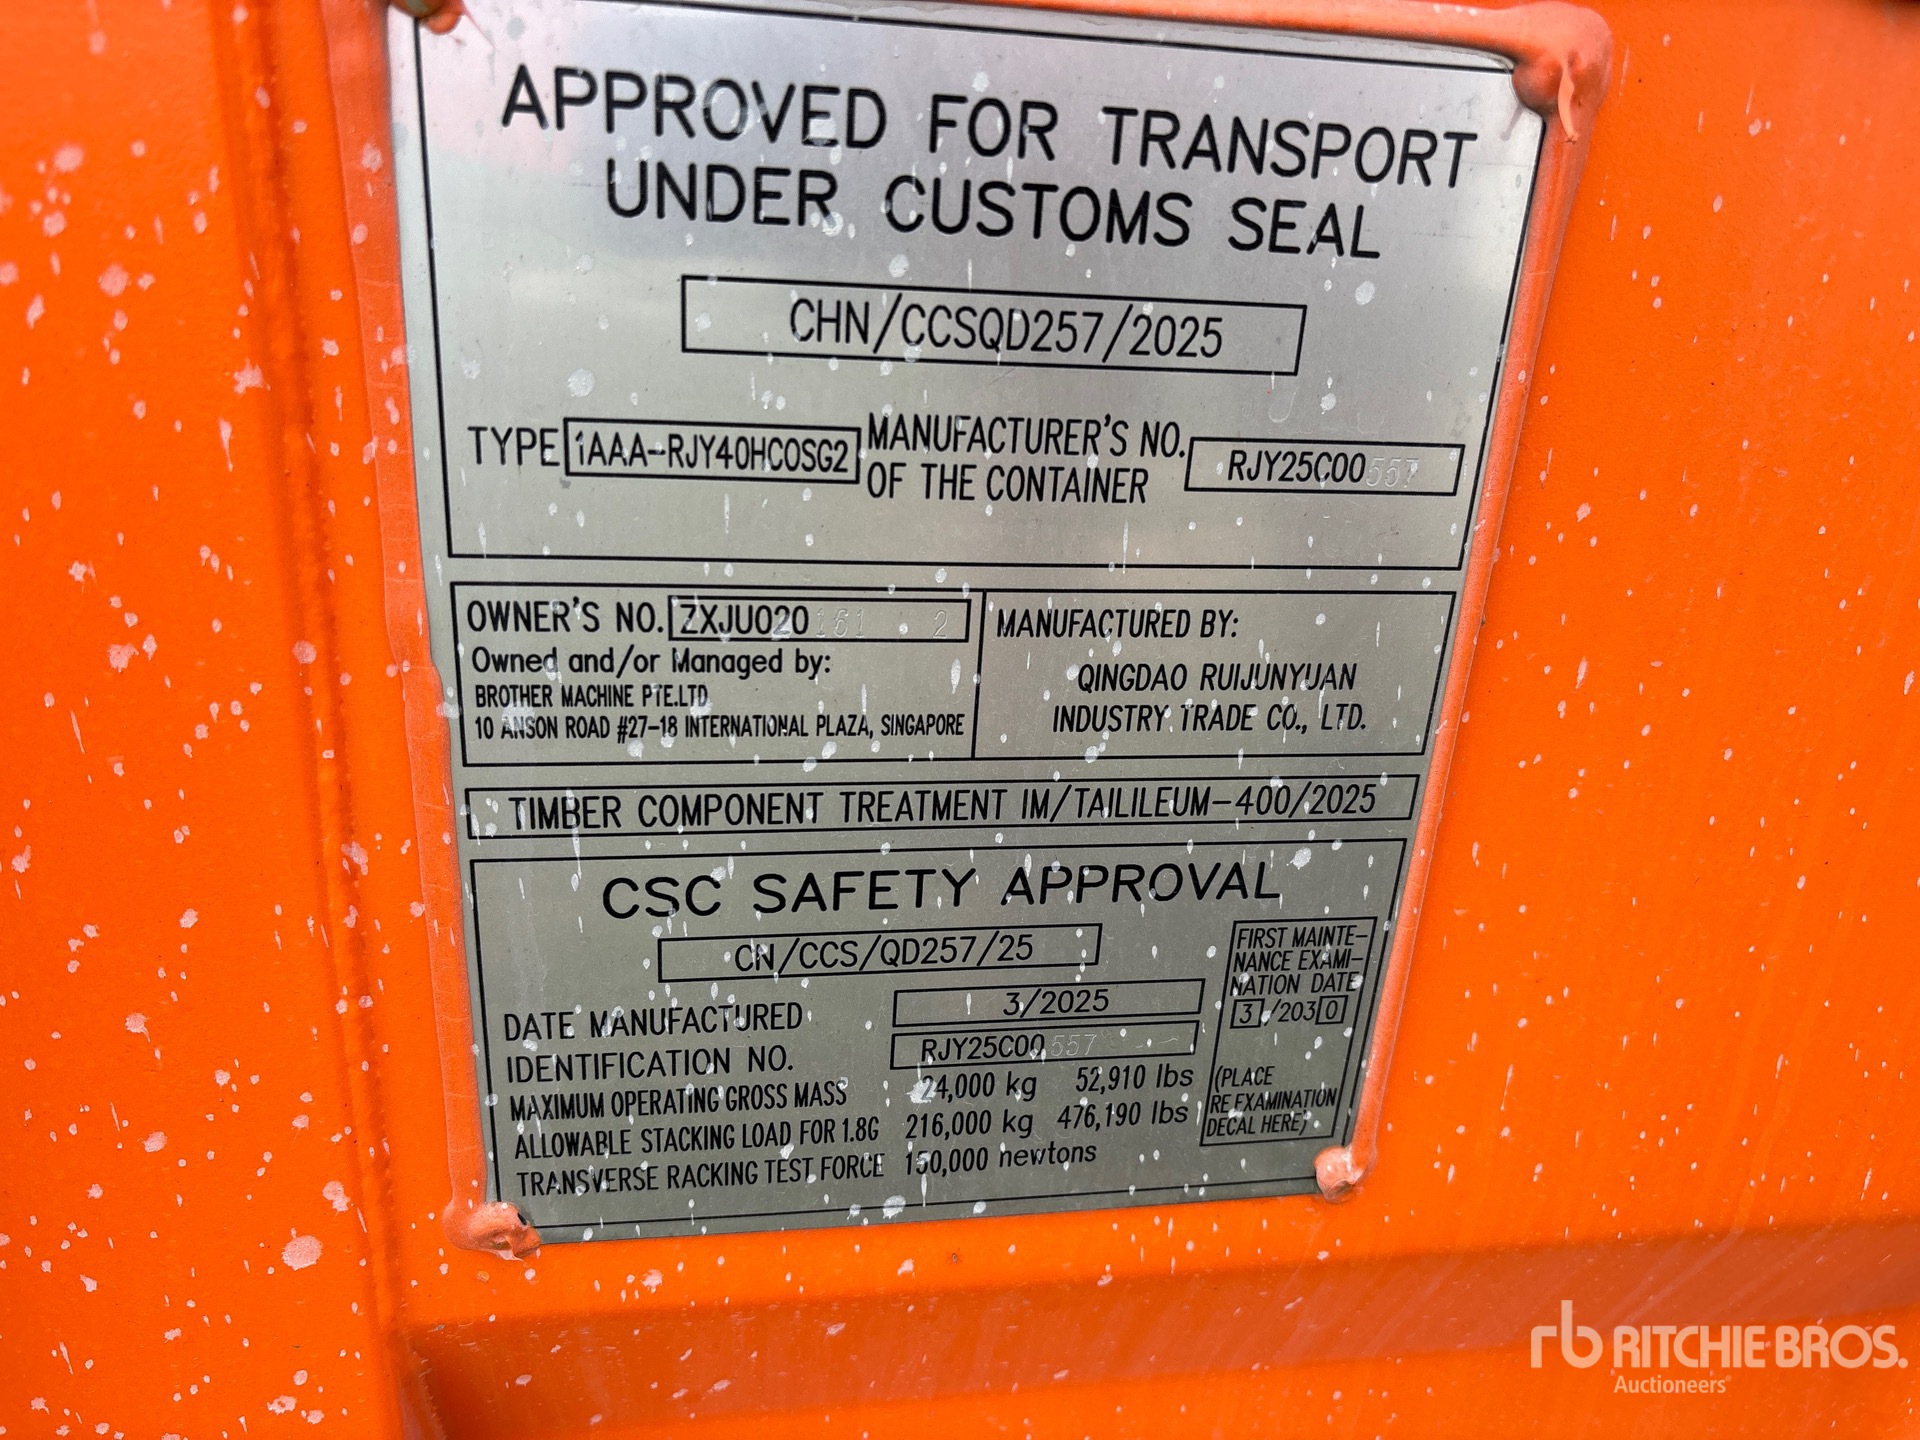 APPROVED FOR TRANSPORT
UNDER CUSTOMS SEAL
CHN/CCSQD257/2025
TYPE 1AAA-RJY40HCOSG2 MANUFACTURER'S NO. OF THE CONTAINER RJY25C00557
OWNER'S NO. ZXJU020161 2
Owned and/or Managed by:
BROTHER MACHINE PTE.LTD
10 ANSON ROAD #27-18 INTERNATIONAL PLAZA, SINGAPORE
MANUFACTURED BY:
QINGDAO RUIJUNYUAN
INDUSTRY TRADE CO., LTD.
TIMBER COMPONENT TREATMENT IM/TAILILEUM-400/2025
CSC SAFETY APPROVAL
CN/CCS/QD257/25
DATE MANUFACTURED 3/2025
IDENTIFICATION NO. RJY25C00557
MAXIMUM OPERATING GROSS MASS 24,000 kg 52,910 lbs
ALLOWABLE STACKING LOAD FOR 1.8G 216,000 kg 476,190 lbs
TRANSVERSE RACKING TEST FORCE 150,000 newtons
FIRST MAINTE-
NANCE EXAMI-
NATION DATE
3/2030
(PLACE
RE EXAMINATION
DECAL HERE)
rb RITCHIE BROS.
Auctioneers